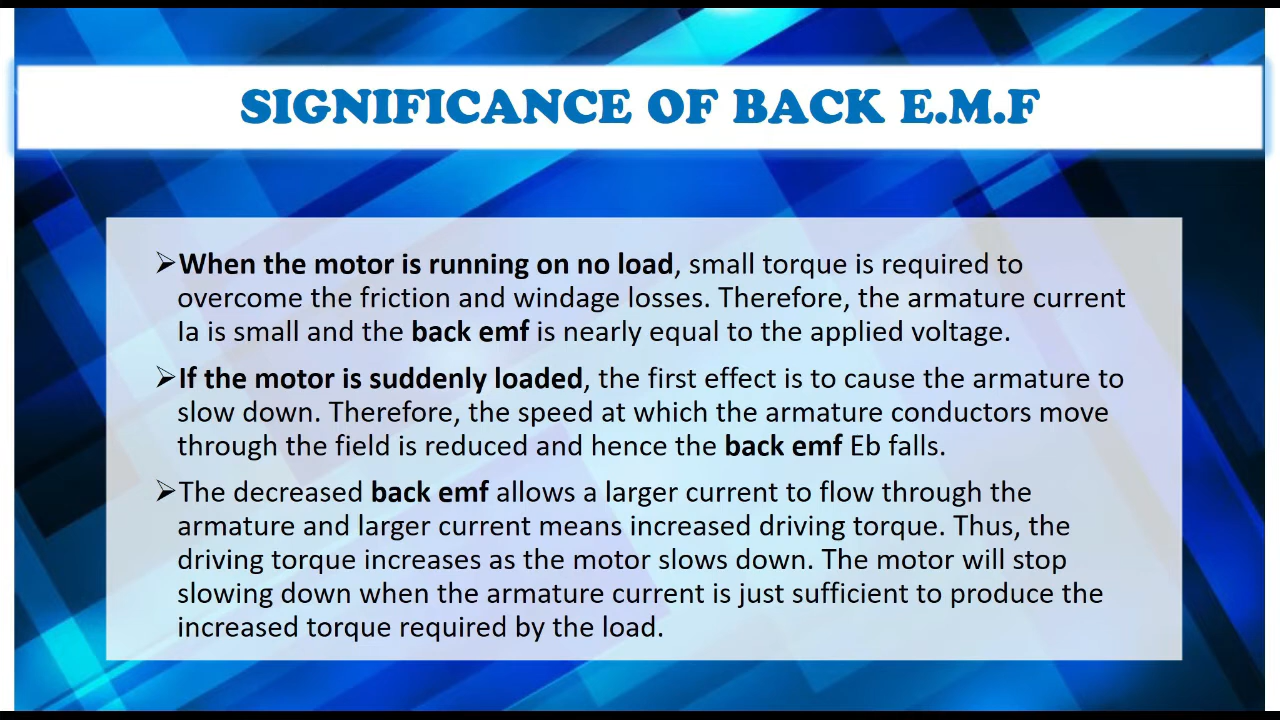 SIGNIFICANCE OF BACK E.M.F
➢When the motor is running on no load, small torque is required to
overcome the friction and windage losses. Therefore, the armature current
Ia is small and the back emf is nearly equal to the applied voltage.
➢If the motor is suddenly loaded, the first effect is to cause the armature to
slow down. Therefore, the speed at which the armature conductors move
through the field is reduced and hence the back emf Eb falls.
➢The decreased back emf allows a larger current to flow through the
armature and larger current means increased driving torque. Thus, the
driving torque increases as the motor slows down. The motor will stop
slowing down when the armature current is just sufficient to produce the
increased torque required by the load.